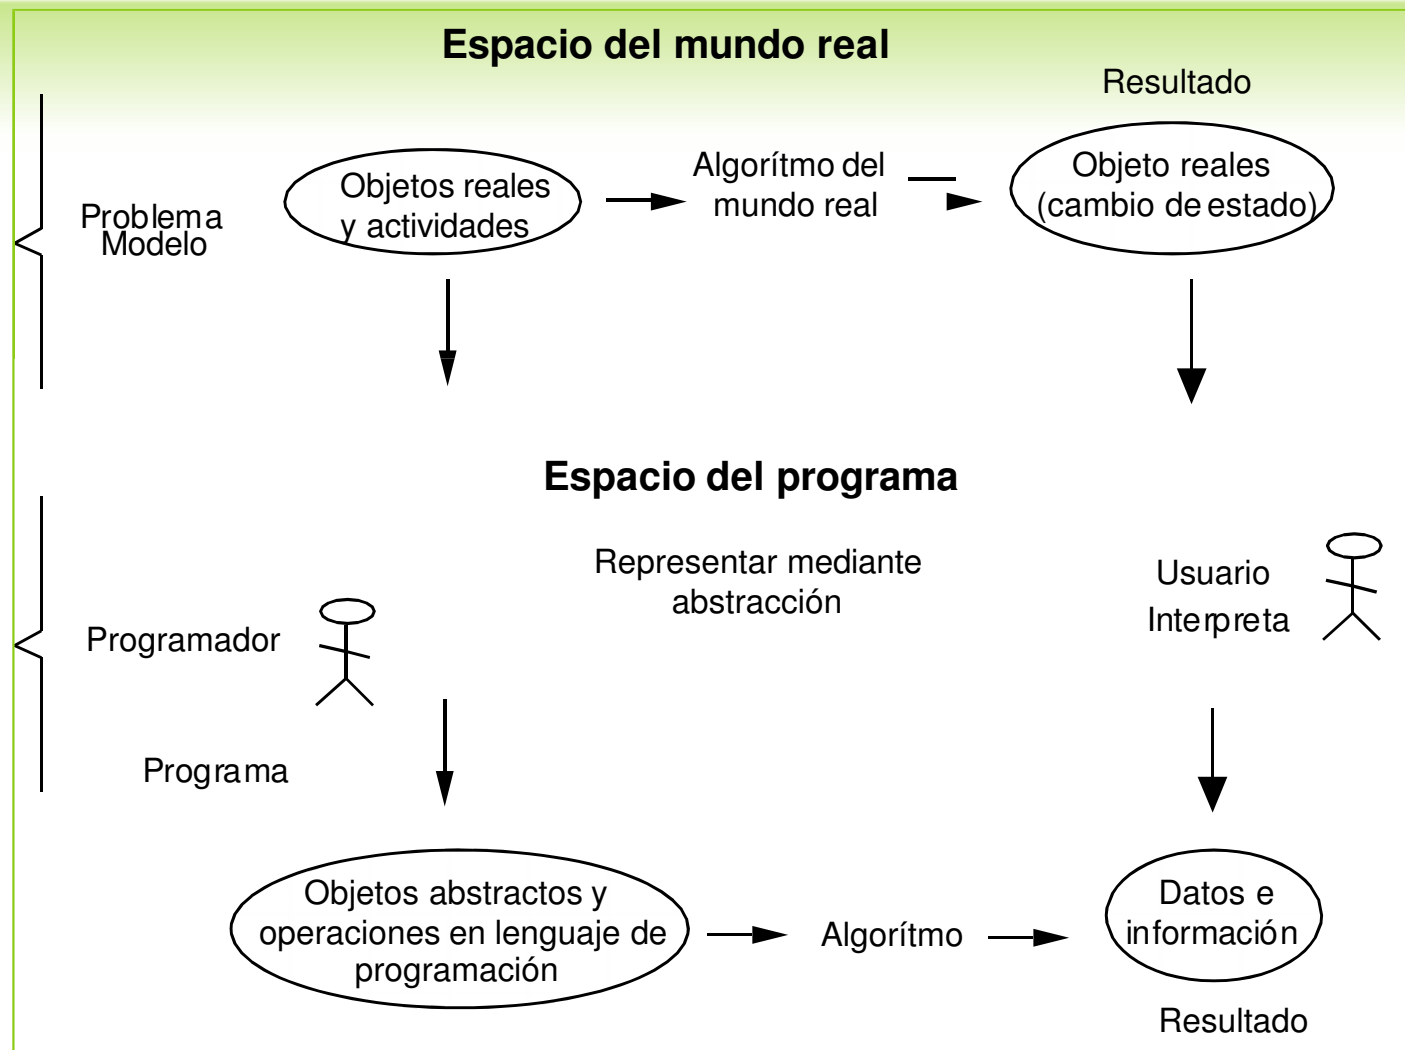 Espacio del mundo real
Resultado
Objetos reales
y actividades
Algorítmo del
mundo real
Objeto reales
(cambio de estado)
Problema
Modelo
Espacio del programa
Representar mediante
abstracción
Usuario
Interpreta
Programador
Programa
Objetos abstractos y
operaciones en lenguaje de
programación
Algorítmo
Datos e
información
Resultado